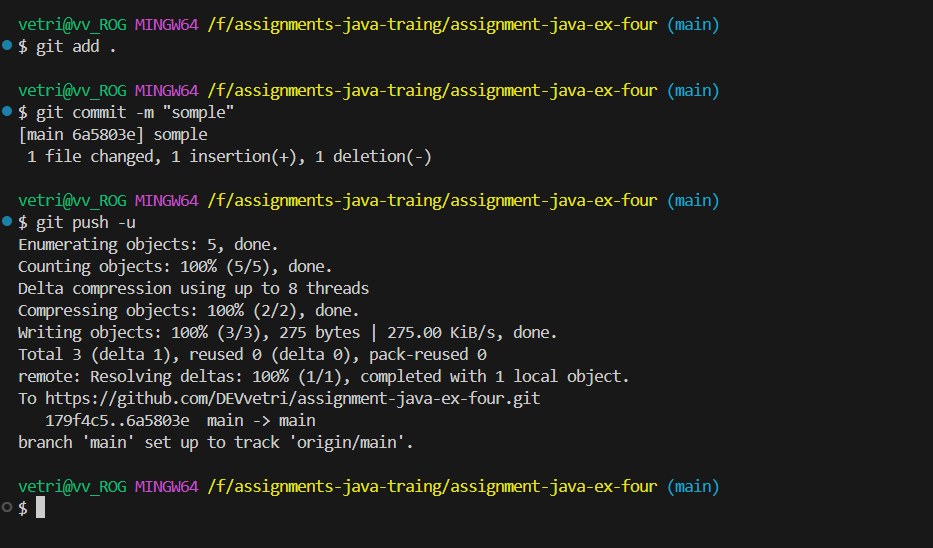 vetri@vv_ROG MINGW64 /f/assignments-java-traing/assignment-java-ex-four (main)
$ git add .
vetri@vv_ROG MINGW64 /f/assignments-java-traing/assignment-java-ex-four (main)
$ git commit -m "somple"
[main 6a5803e] somple
 1 file changed, 1 insertion(+), 1 deletion(-)
vetri@vv_ROG MINGW64 /f/assignments-java-traing/assignment-java-ex-four (main)
$ git push -u
Enumerating objects: 5, done.
Counting objects: 100% (5/5), done.
Delta compression using up to 8 threads
Compressing objects: 100% (2/2), done.
Writing objects: 100% (3/3), 275 bytes | 275.00 KiB/s, done.
Total 3 (delta 1), reused 0 (delta 0), pack-reused 0
remote: Resolving deltas: 100% (1/1), completed with 1 local object.
To https://github.com/DEVvetri/assignment-java-ex-four.git
   179f4c5..6a5803e  main -> main
branch 'main' set up to track 'origin/main'.
vetri@vv_ROG MINGW64 /f/assignments-java-traing/assignment-java-ex-four (main)
$